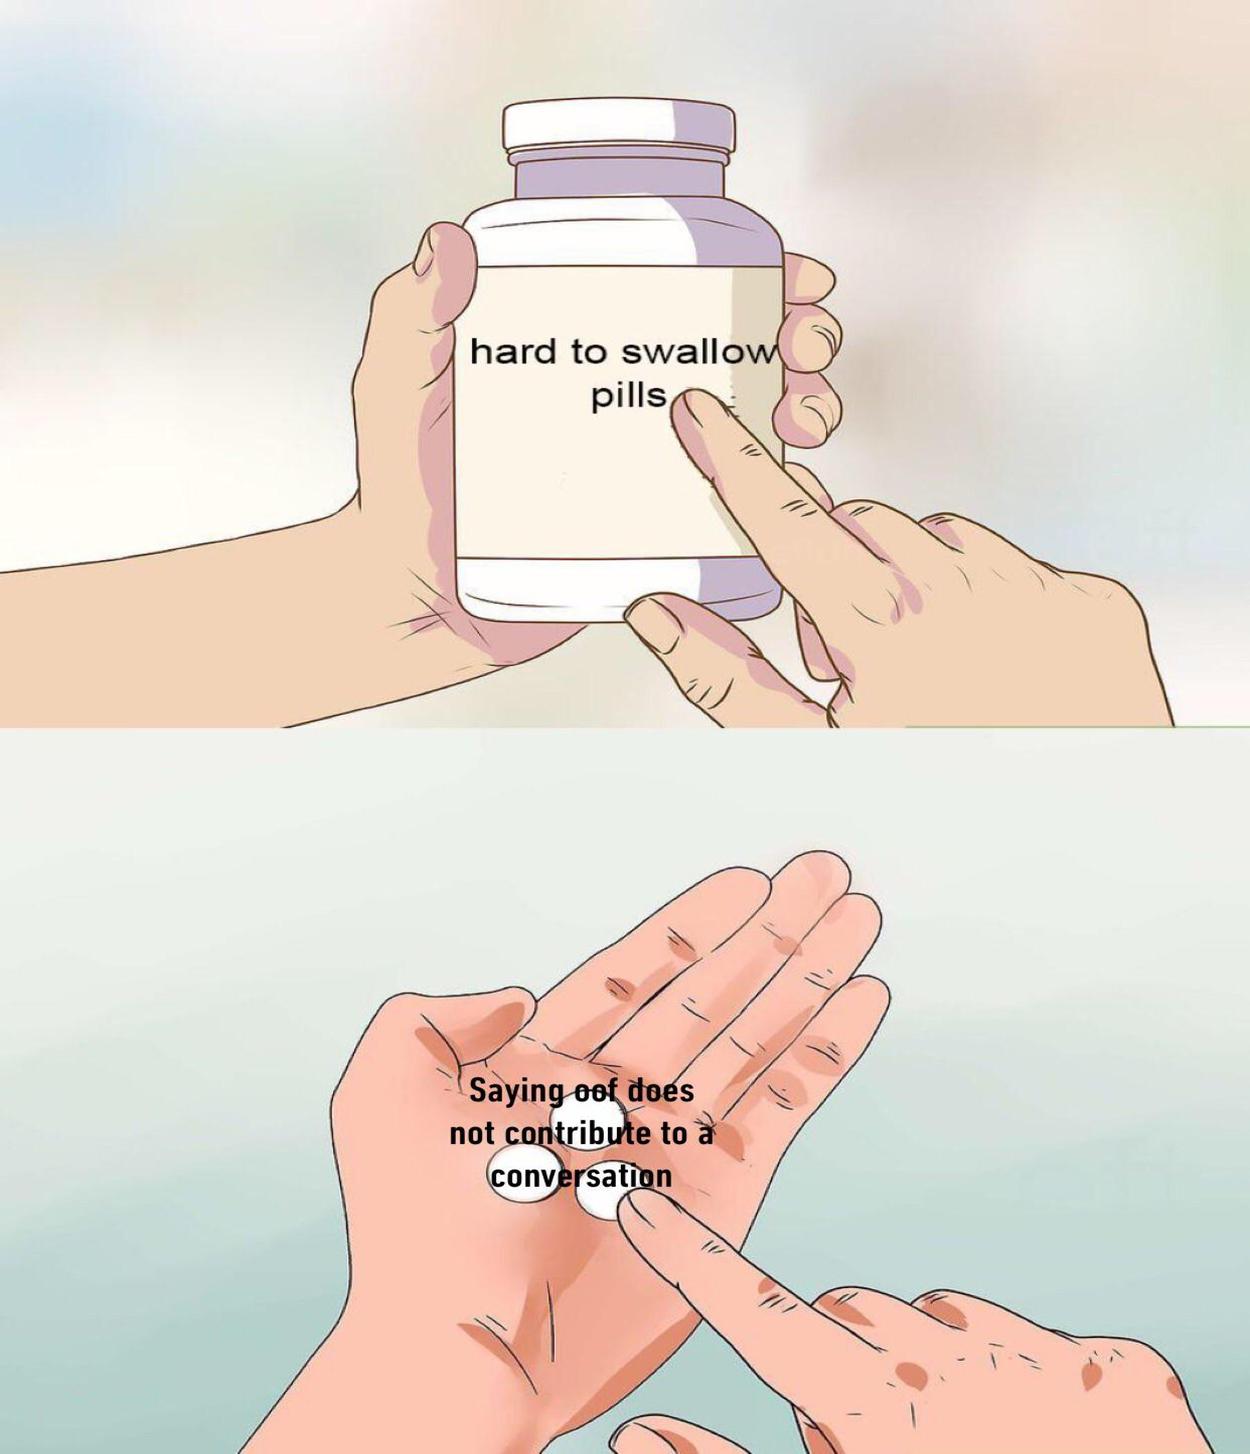 hard to swallow
pills
Saying oof does
not contribute to a
conversation